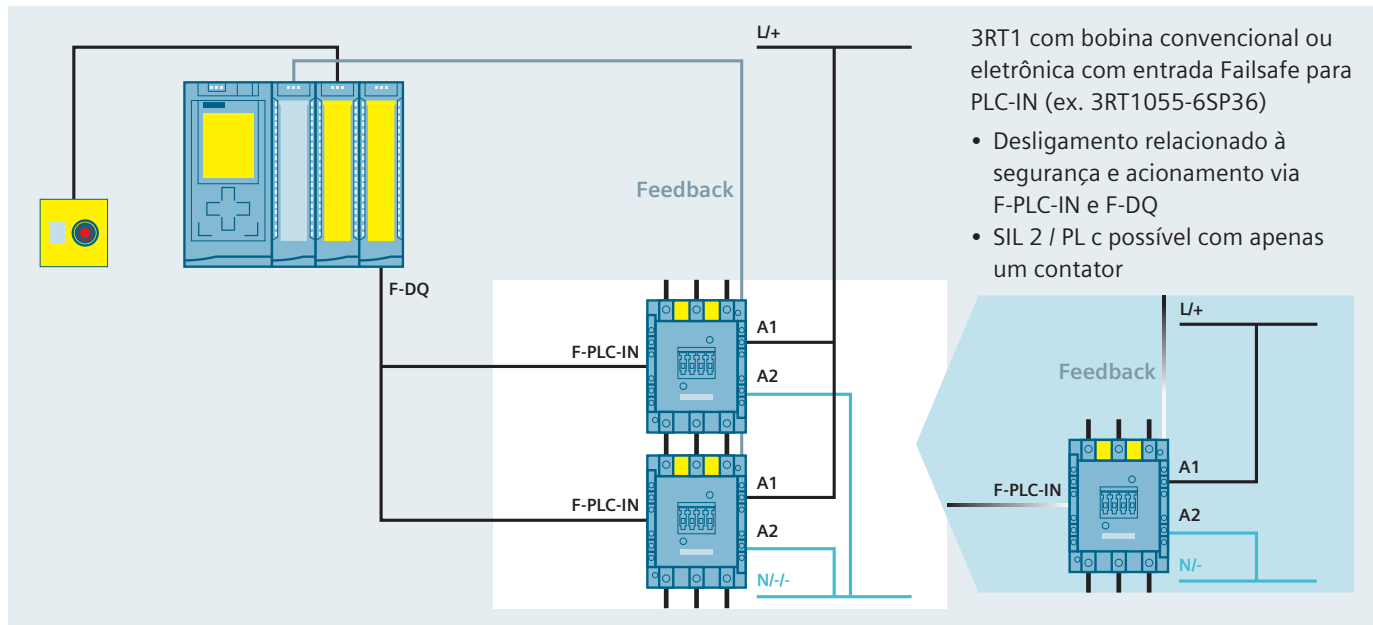 L/+
Feedback
F-DQ
A1
F-PLC-IN
A2
A1
F-PLC-IN
A2
N/-/-
3RT1 com bobina convencional ou
eletrônica com entrada Failsafe para
PLC-IN (ex. 3RT1055-6SP36)
• Desligamento relacionado à
segurança e acionamento via
F-PLC-IN e F-DQ
• SIL 2 / PL c possível com apenas
um contator
L/+
Feedback
A1
F-PLC-IN
A2
N/-